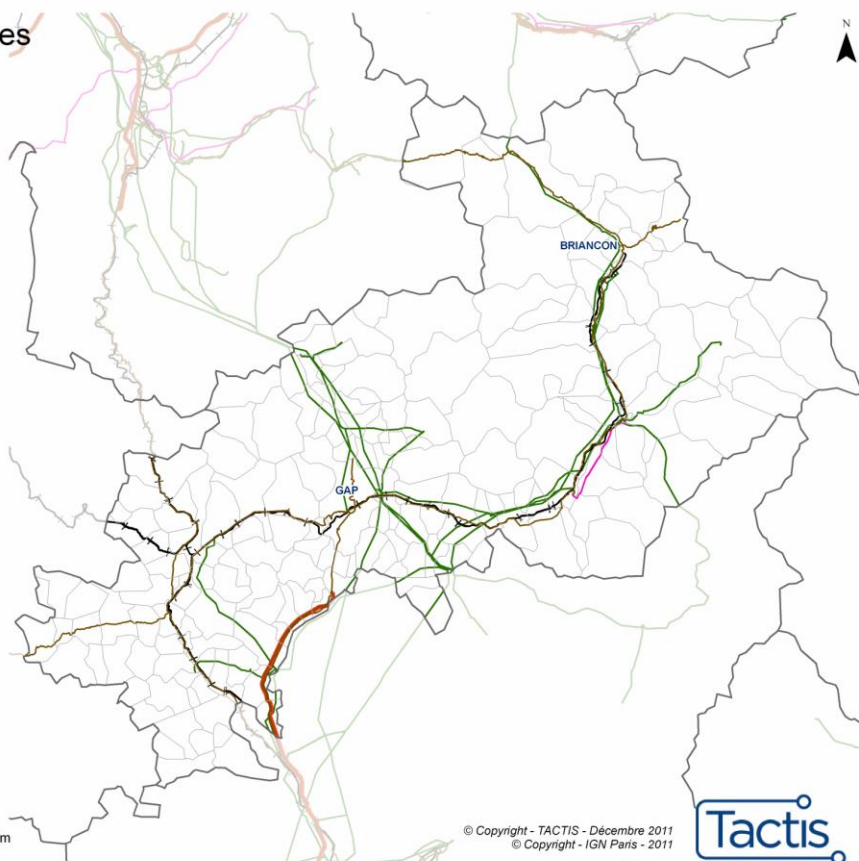 es
N
BRIANCON
GAP
m
© Copyright - TACTIS - Décembre 2011
© Copyright - IGN Paris - 2011
Tactis